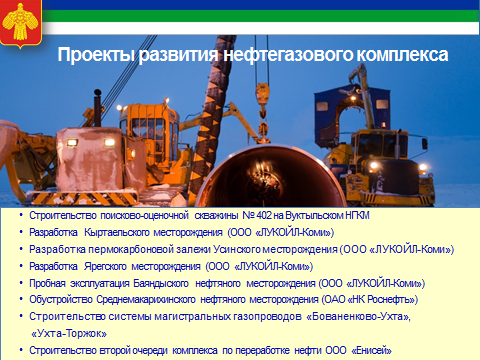 Проекты развития нефтегазового комплекса
• Строительство поисково-оценочной скважины № 402 на Вуктыльском НГКМ
• Разработка Кыртаельского месторождения (ООО «ЛУКОЙЛ-Коми»)
• Разработка пермокарбоновой залежи Усинского месторождения (ООО «ЛУКОЙЛ-Коми»)
• Разработка Ярегского месторождения (ООО «ЛУКОЙЛ-Коми»)
• Пробная эксплуатация Баяндыского нефтяного месторождения (ООО «ЛУКОЙЛ-Коми»)
• Обустройство Среднемакарихинского нефтяного месторождения (ОАО «НК Роснефть»)
• Строительство системы магистральных газопроводов «Бованенково-Ухта»,
«Ухта-Торжок»
• Строительство второй очереди комплекса по переработке нефти ООО «Енисей»